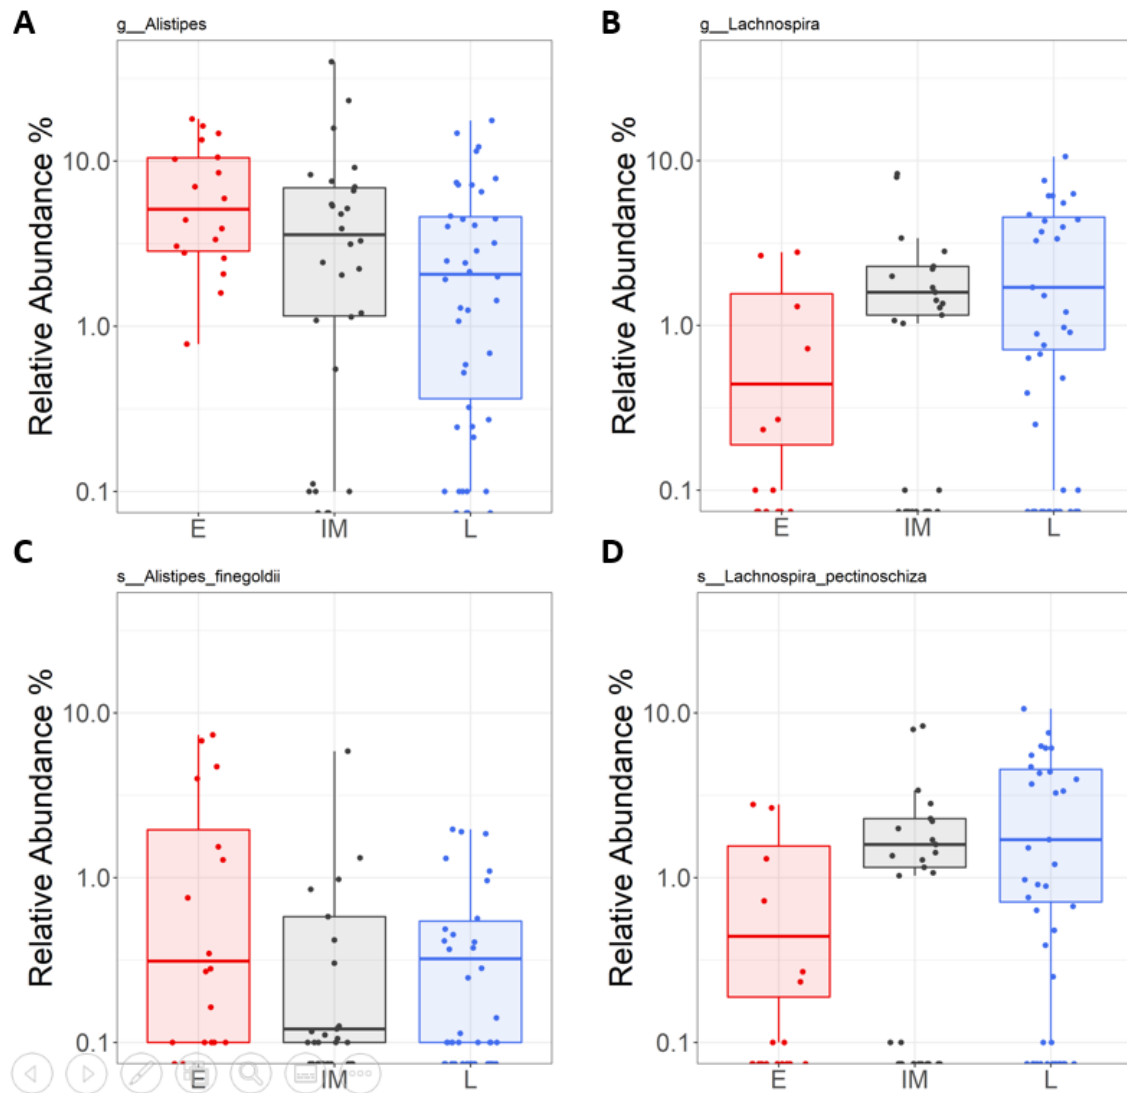 A
g__Alistipes
Relative Abundance %
10.0
1.0
0.1
E IM L
B
g__Lachnospira
Relative Abundance %
10.0
1.0
0.1
E IM L
C
s__Alistipes_finegoldii
Relative Abundance %
10.0
1.0
0.1
E IM L
D
s__Lachnospira_pectinoschiza
Relative Abundance %
10.0
1.0
0.1
E IM L